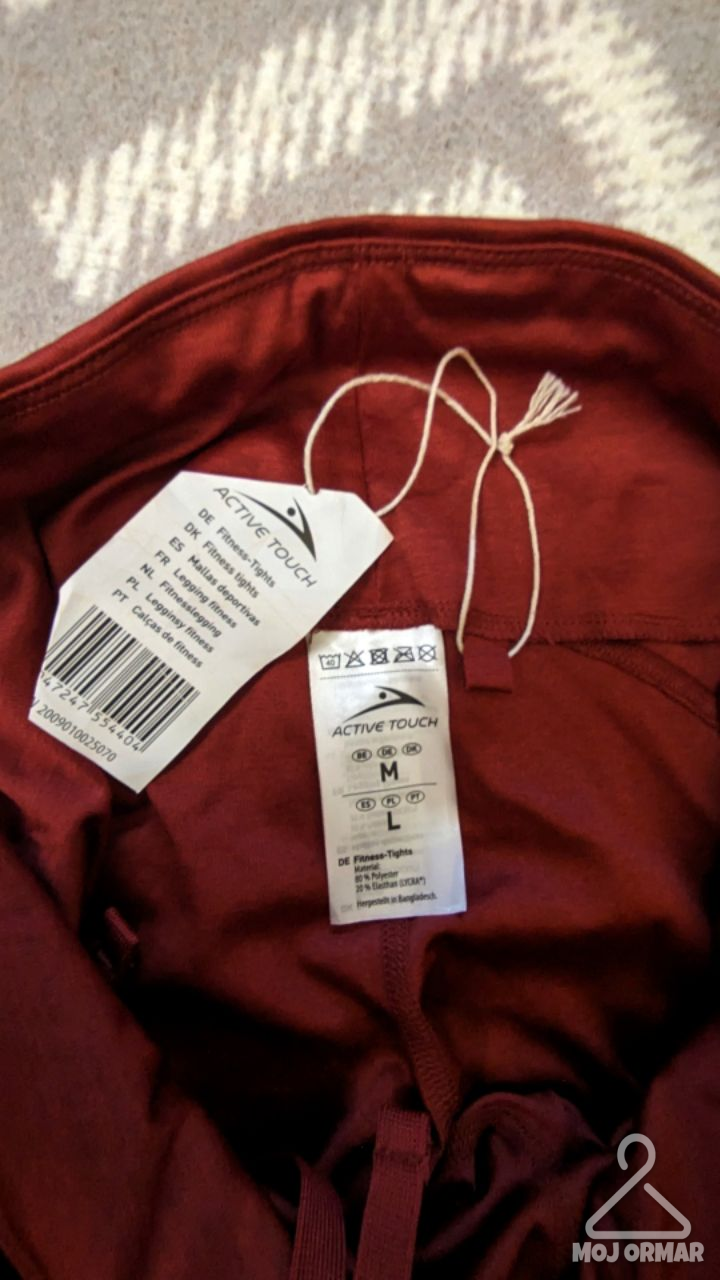 ACTIVE TOUCH
DE Fitness-Tights
DK Fitness tights
ES Mallas deportivas
FR Legging fitness
NL Fitnesslegging
PL Legginsy fitness
PT Calças de fitness
47247 554404
2009010025070
40
ACTIVE TOUCH
BE DE DK
M
ES PL PT
L
DE Fitness-Tights
Material:
80 % Polyester
20 % Elasthan (LYCRA®)
Hergestellt in Bangladesch.
MOJ ORMAR